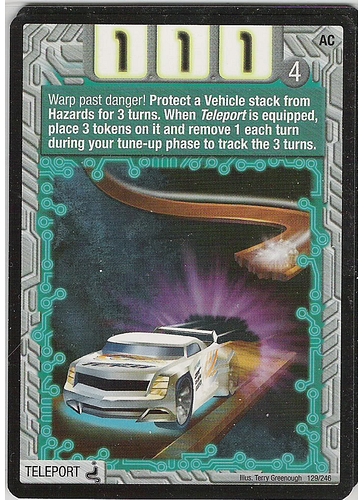 1 1 1
AC
4
Warp past danger! Protect a Vehicle stack from
Hazards for 3 turns. When Teleport is equipped,
place 3 tokens on it and remove 1 each turn
during your tune-up phase to track the 3 turns.
TELEPORT
Illus. Terry Greenough 129/246